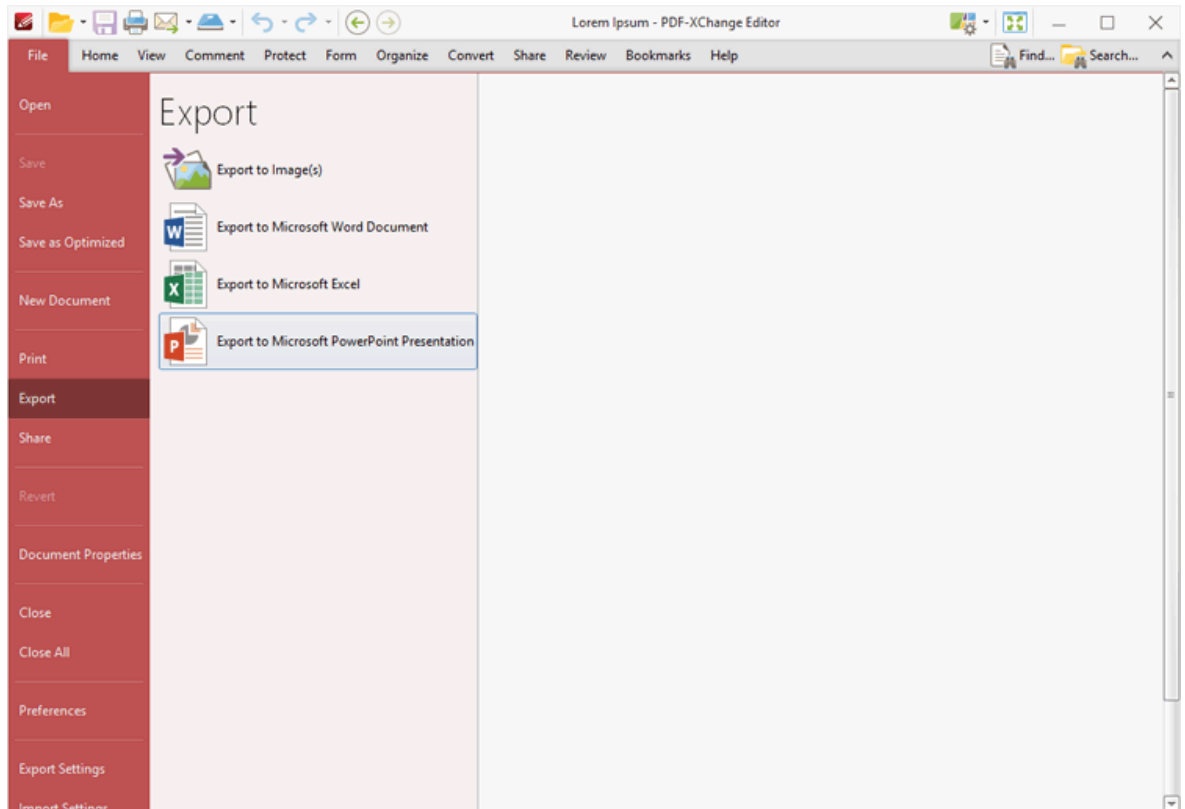 Lorem Ipsum - PDF-XChange Editor
File Home View Comment Protect Form Organize Convert Share Review Bookmarks Help Find... Search...
Open
Save
Save As
Save as Optimized
New Document
Print
Export
Share
Revert
Document Properties
Close
Close All
Preferences
Export Settings
Import Settings
Export
Export to Image(s)
Export to Microsoft Word Document
Export to Microsoft Excel
Export to Microsoft PowerPoint Presentation